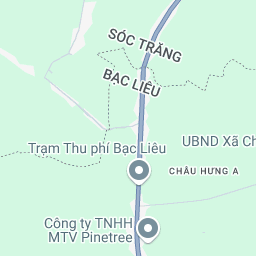 SÓC TRĂNG
BẠC LIÊU
UBND Xã Ch
Trạm Thu phí Bạc Liêu
CHÂU HƯNG A
Công ty TNHH
MTV Pinetree